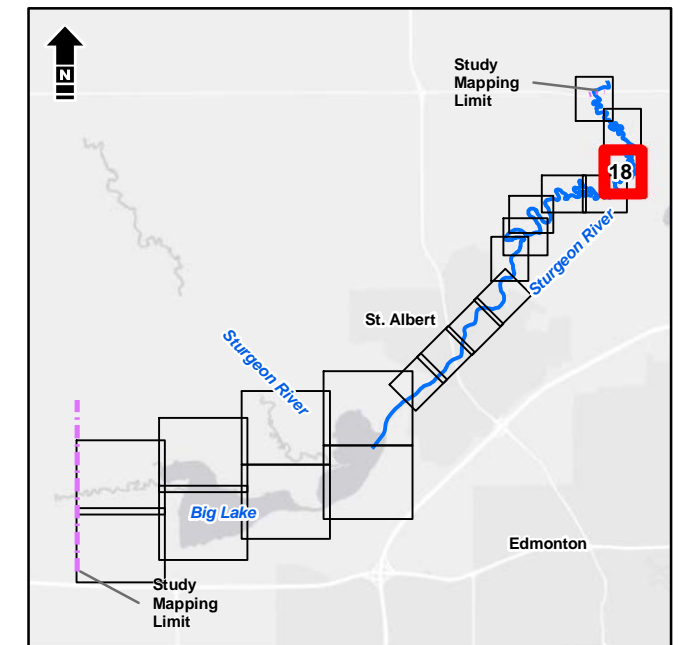 N
Study
Mapping
Limit
18
Sturgeon River
St. Albert
Sturgeon River
Big Lake
Edmonton
Study
Mapping
Limit